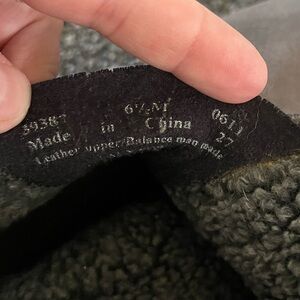 39387 6½M 0611
Made in China 27
Leather upper/Balance man made